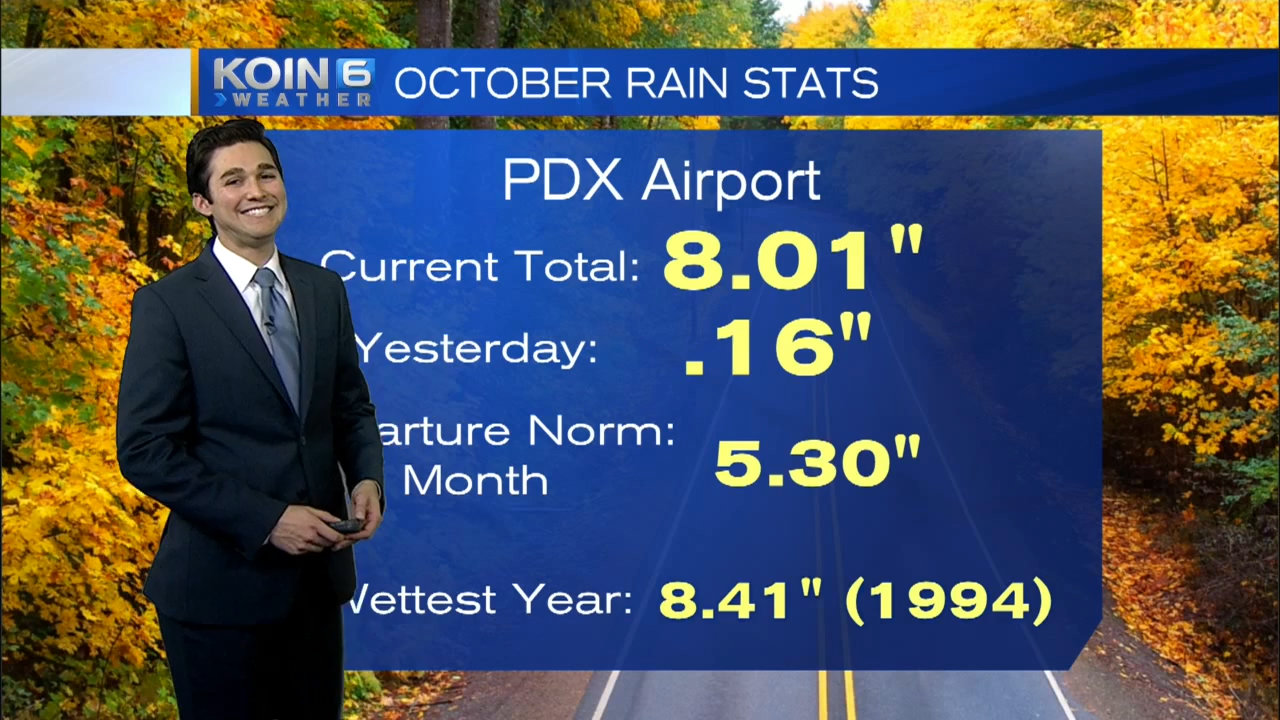 KOIN 6
WEATHER
OCTOBER RAIN STATS
PDX Airport
Current Total: 8.01"
Yesterday: .16"
arture Norm:
Month
5.30"
Wettest Year: 8.41" (1994)